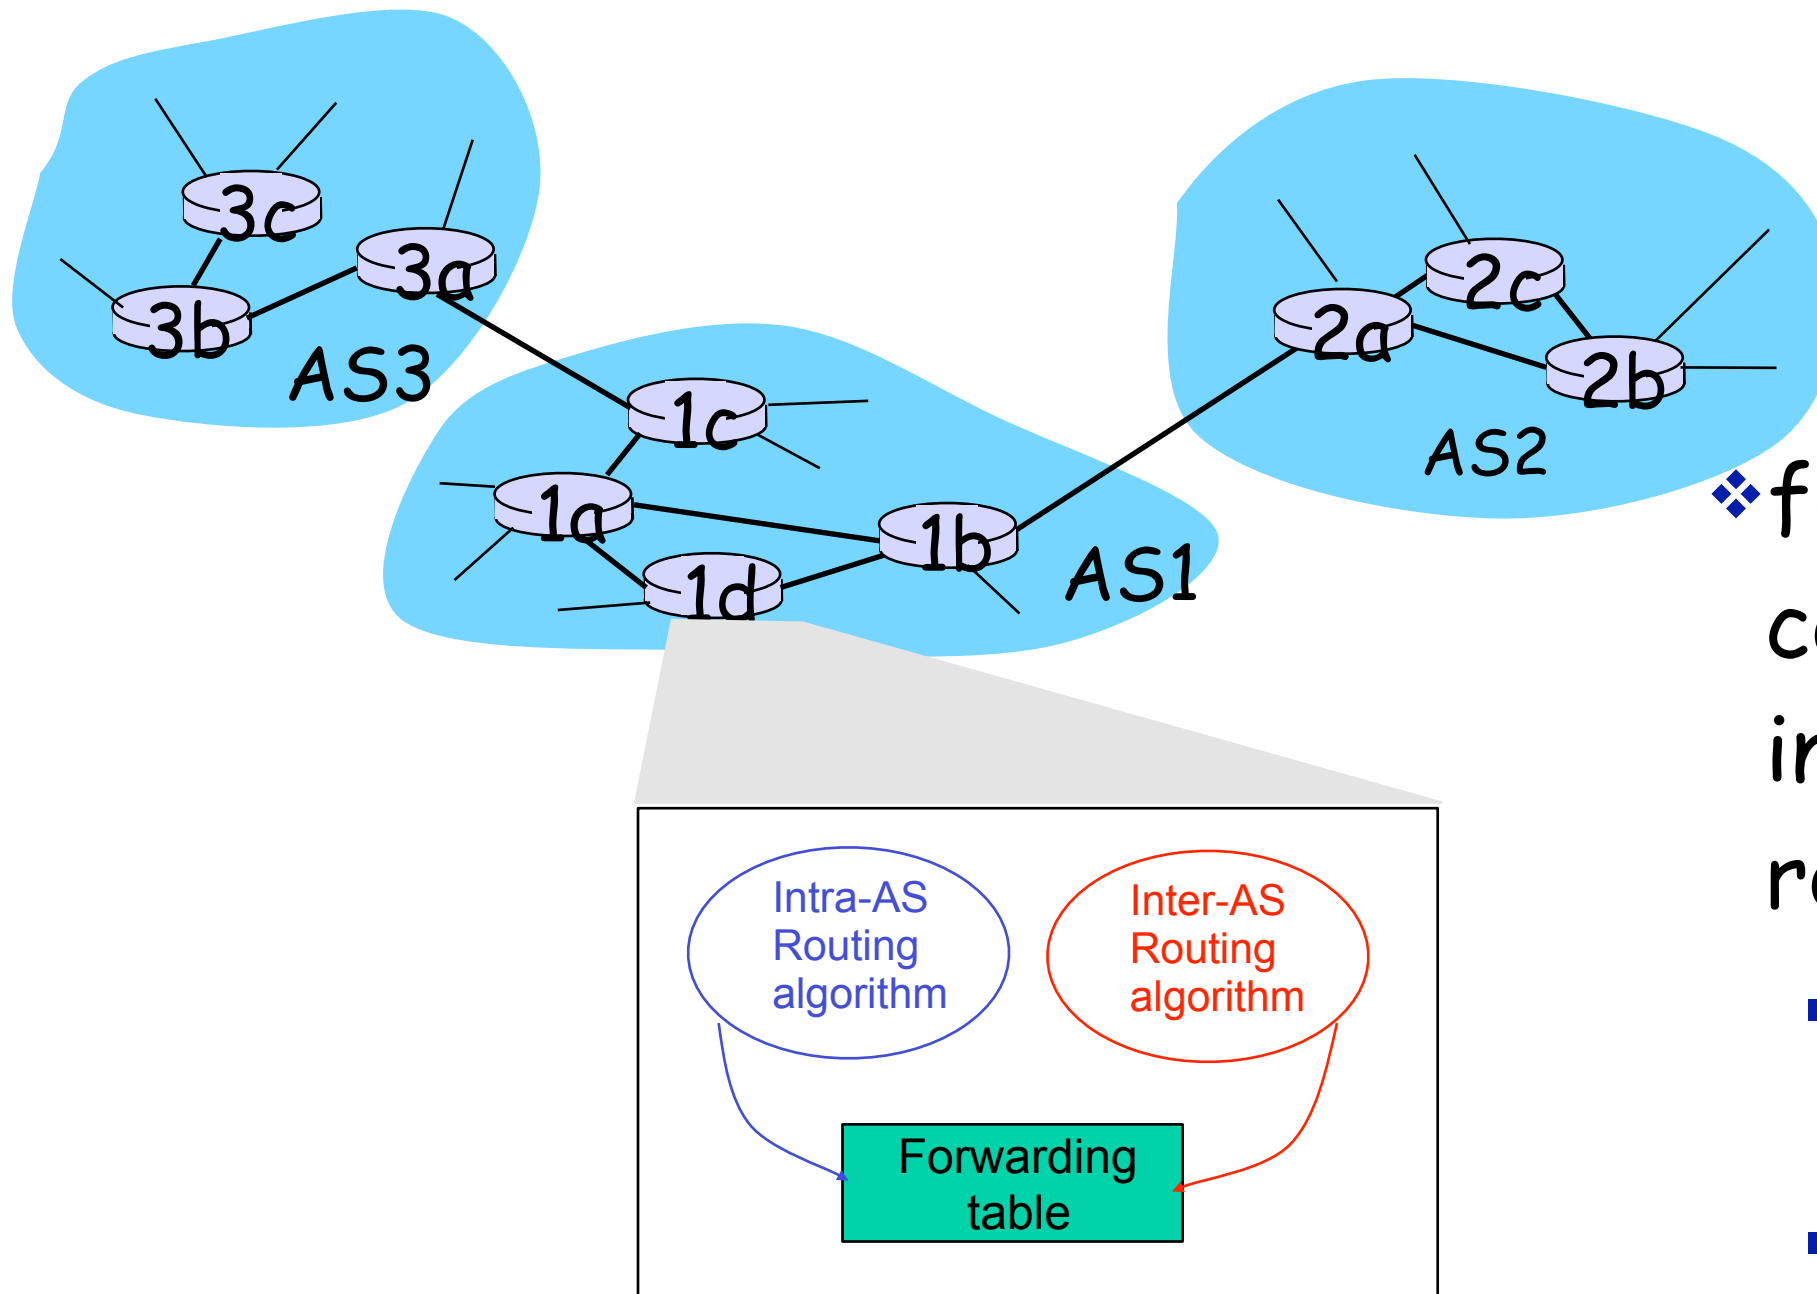 3c
3a
3b
AS3
2c
2a
2b
AS2
1c
1a
1b
1d
AS1
Intra-AS
Routing
algorithm
Inter-AS
Routing
algorithm
Forwarding
table